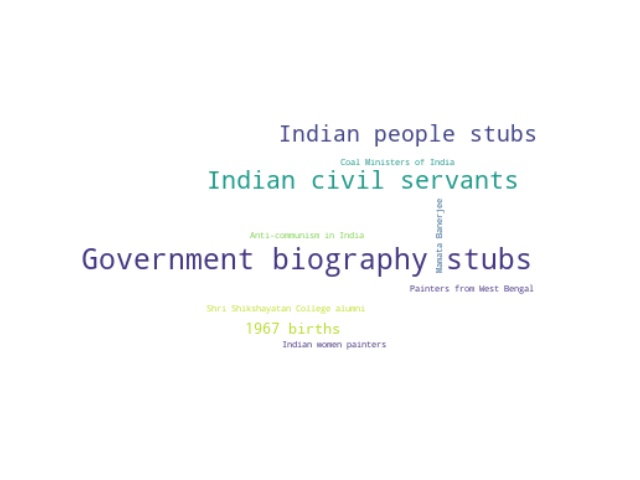 Indian people stubs
Coal Ministers of India
Indian civil servants
Mamata Banerjee
Anti-communism in India
Government biography stubs
Painters from West Bengal
Shri Shikshayatan College alumni
1967 births
Indian women painters